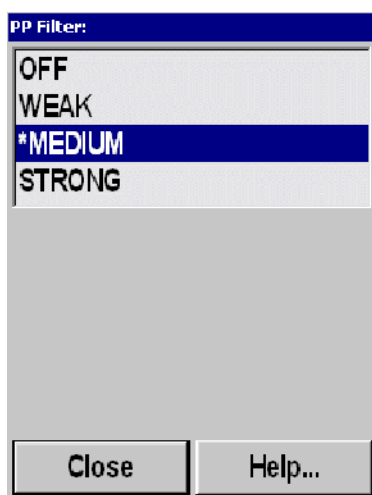 PP Filter:
OFF
WEAK
*MEDIUM
STRONG
Close
Help...